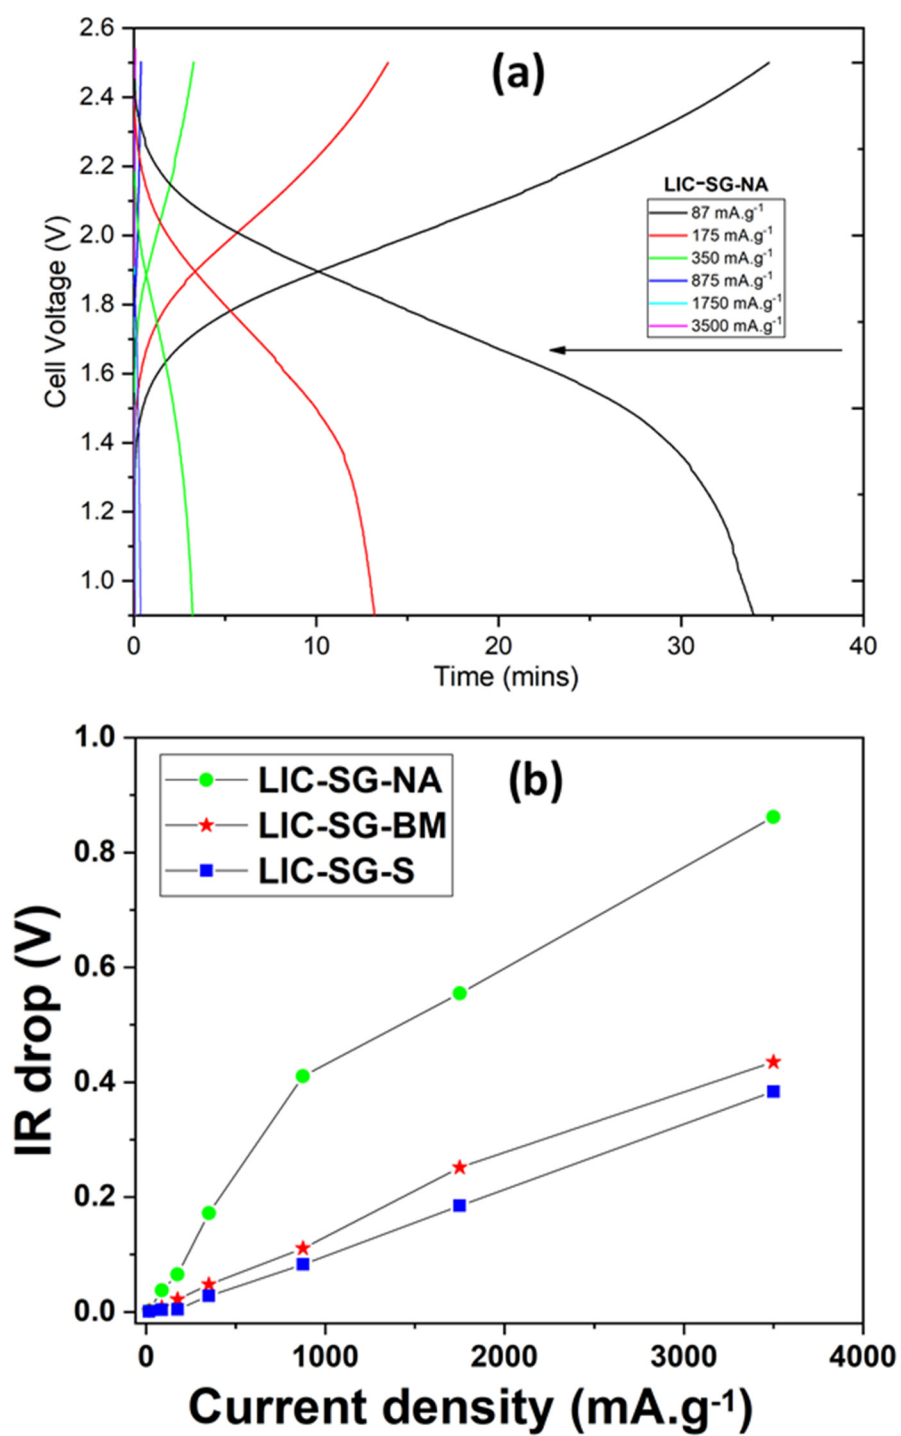 (a)
2.6
2.4
2.2
2.0
1.8
1.6
1.4
1.2
1.0
Cell Voltage (V)
LIC-SG-NA
87 mA.g⁻¹
175 mA.g⁻¹
350 mA.g⁻¹
875 mA.g⁻¹
1750 mA.g⁻¹
3500 mA.g⁻¹
0 10 20 30 40
Time (mins)
(b)
1.0
0.8
0.6
0.4
0.2
0.0
IR drop (V)
LIC-SG-NA
LIC-SG-BM
LIC-SG-S
0 1000 2000 3000 4000
Current density (mA.g⁻¹)